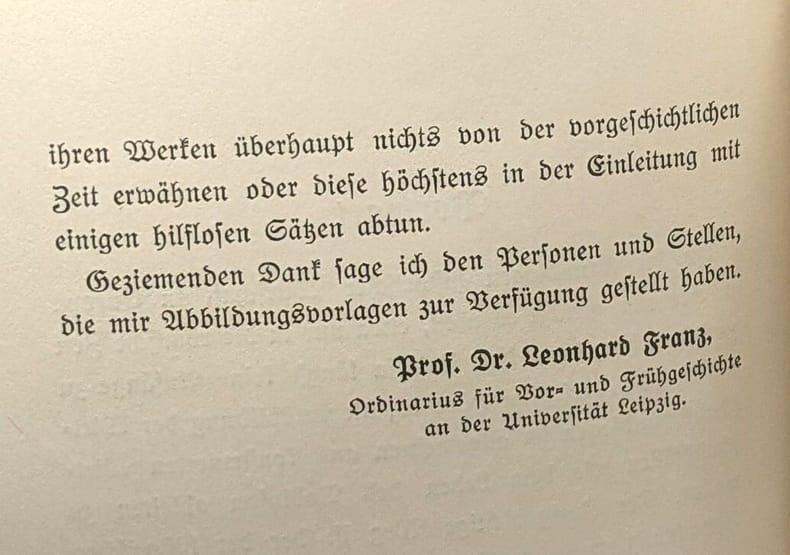 ihren Werken überhaupt nichts von der vorgeschichtlichen
Zeit erwähnen oder diese höchstens in der Einleitung mit
einigen hilflosen Sätzen abtun.
Geziemenden Dank sage ich den Personen und Stellen,
die mir Abbildungsvorlagen zur Verfügung gestellt haben.
Prof. Dr. Leonhard Franz,
Ordinarius für Vor- und Frühgeschichte
an der Universität Leipzig.